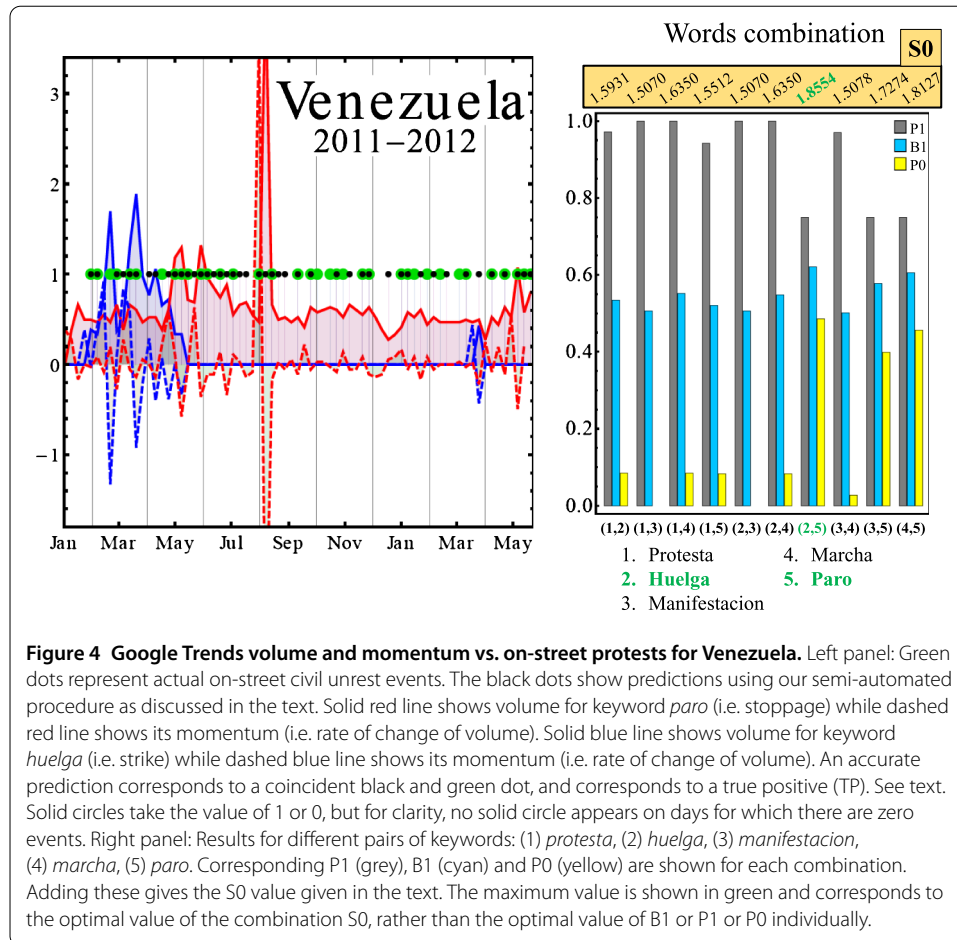 Words combination
S0
1.5931 1.5070 1.6350 1.5512 1.5070 1.6350 1.8554 1.5078 1.7274 1.8127
Venezuela
2011–2012
3
2
1
0
−1
Jan Mar May Jul Sep Nov Jan Mar May
1.0
0.8
0.6
0.4
0.2
0.0
P1
B1
P0
(1,2) (1,3) (1,4) (1,5) (2,3) (2,4) (2,5) (3,4) (3,5) (4,5)
1. Protesta 4. Marcha
2. Huelga 5. Paro
3. Manifestacion
Figure 4 Google Trends volume and momentum vs. on-street protests for Venezuela. Left panel: Green
dots represent actual on-street civil unrest events. The black dots show predictions using our semi-automated
procedure as discussed in the text. Solid red line shows volume for keyword paro (i.e. stoppage) while dashed
red line shows its momentum (i.e. rate of change of volume). Solid blue line shows volume for keyword
huelga (i.e. strike) while dashed blue line shows its momentum (i.e. rate of change of volume). An accurate
prediction corresponds to a coincident black and green dot, and corresponds to a true positive (TP). See text.
Solid circles take the value of 1 or 0, but for clarity, no solid circle appears on days for which there are zero
events. Right panel: Results for different pairs of keywords: (1) protesta, (2) huelga, (3) manifestacion,
(4) marcha, (5) paro. Corresponding P1 (grey), B1 (cyan) and P0 (yellow) are shown for each combination.
Adding these gives the S0 value given in the text. The maximum value is shown in green and corresponds to
the optimal value of the combination S0, rather than the optimal value of B1 or P1 or P0 individually.